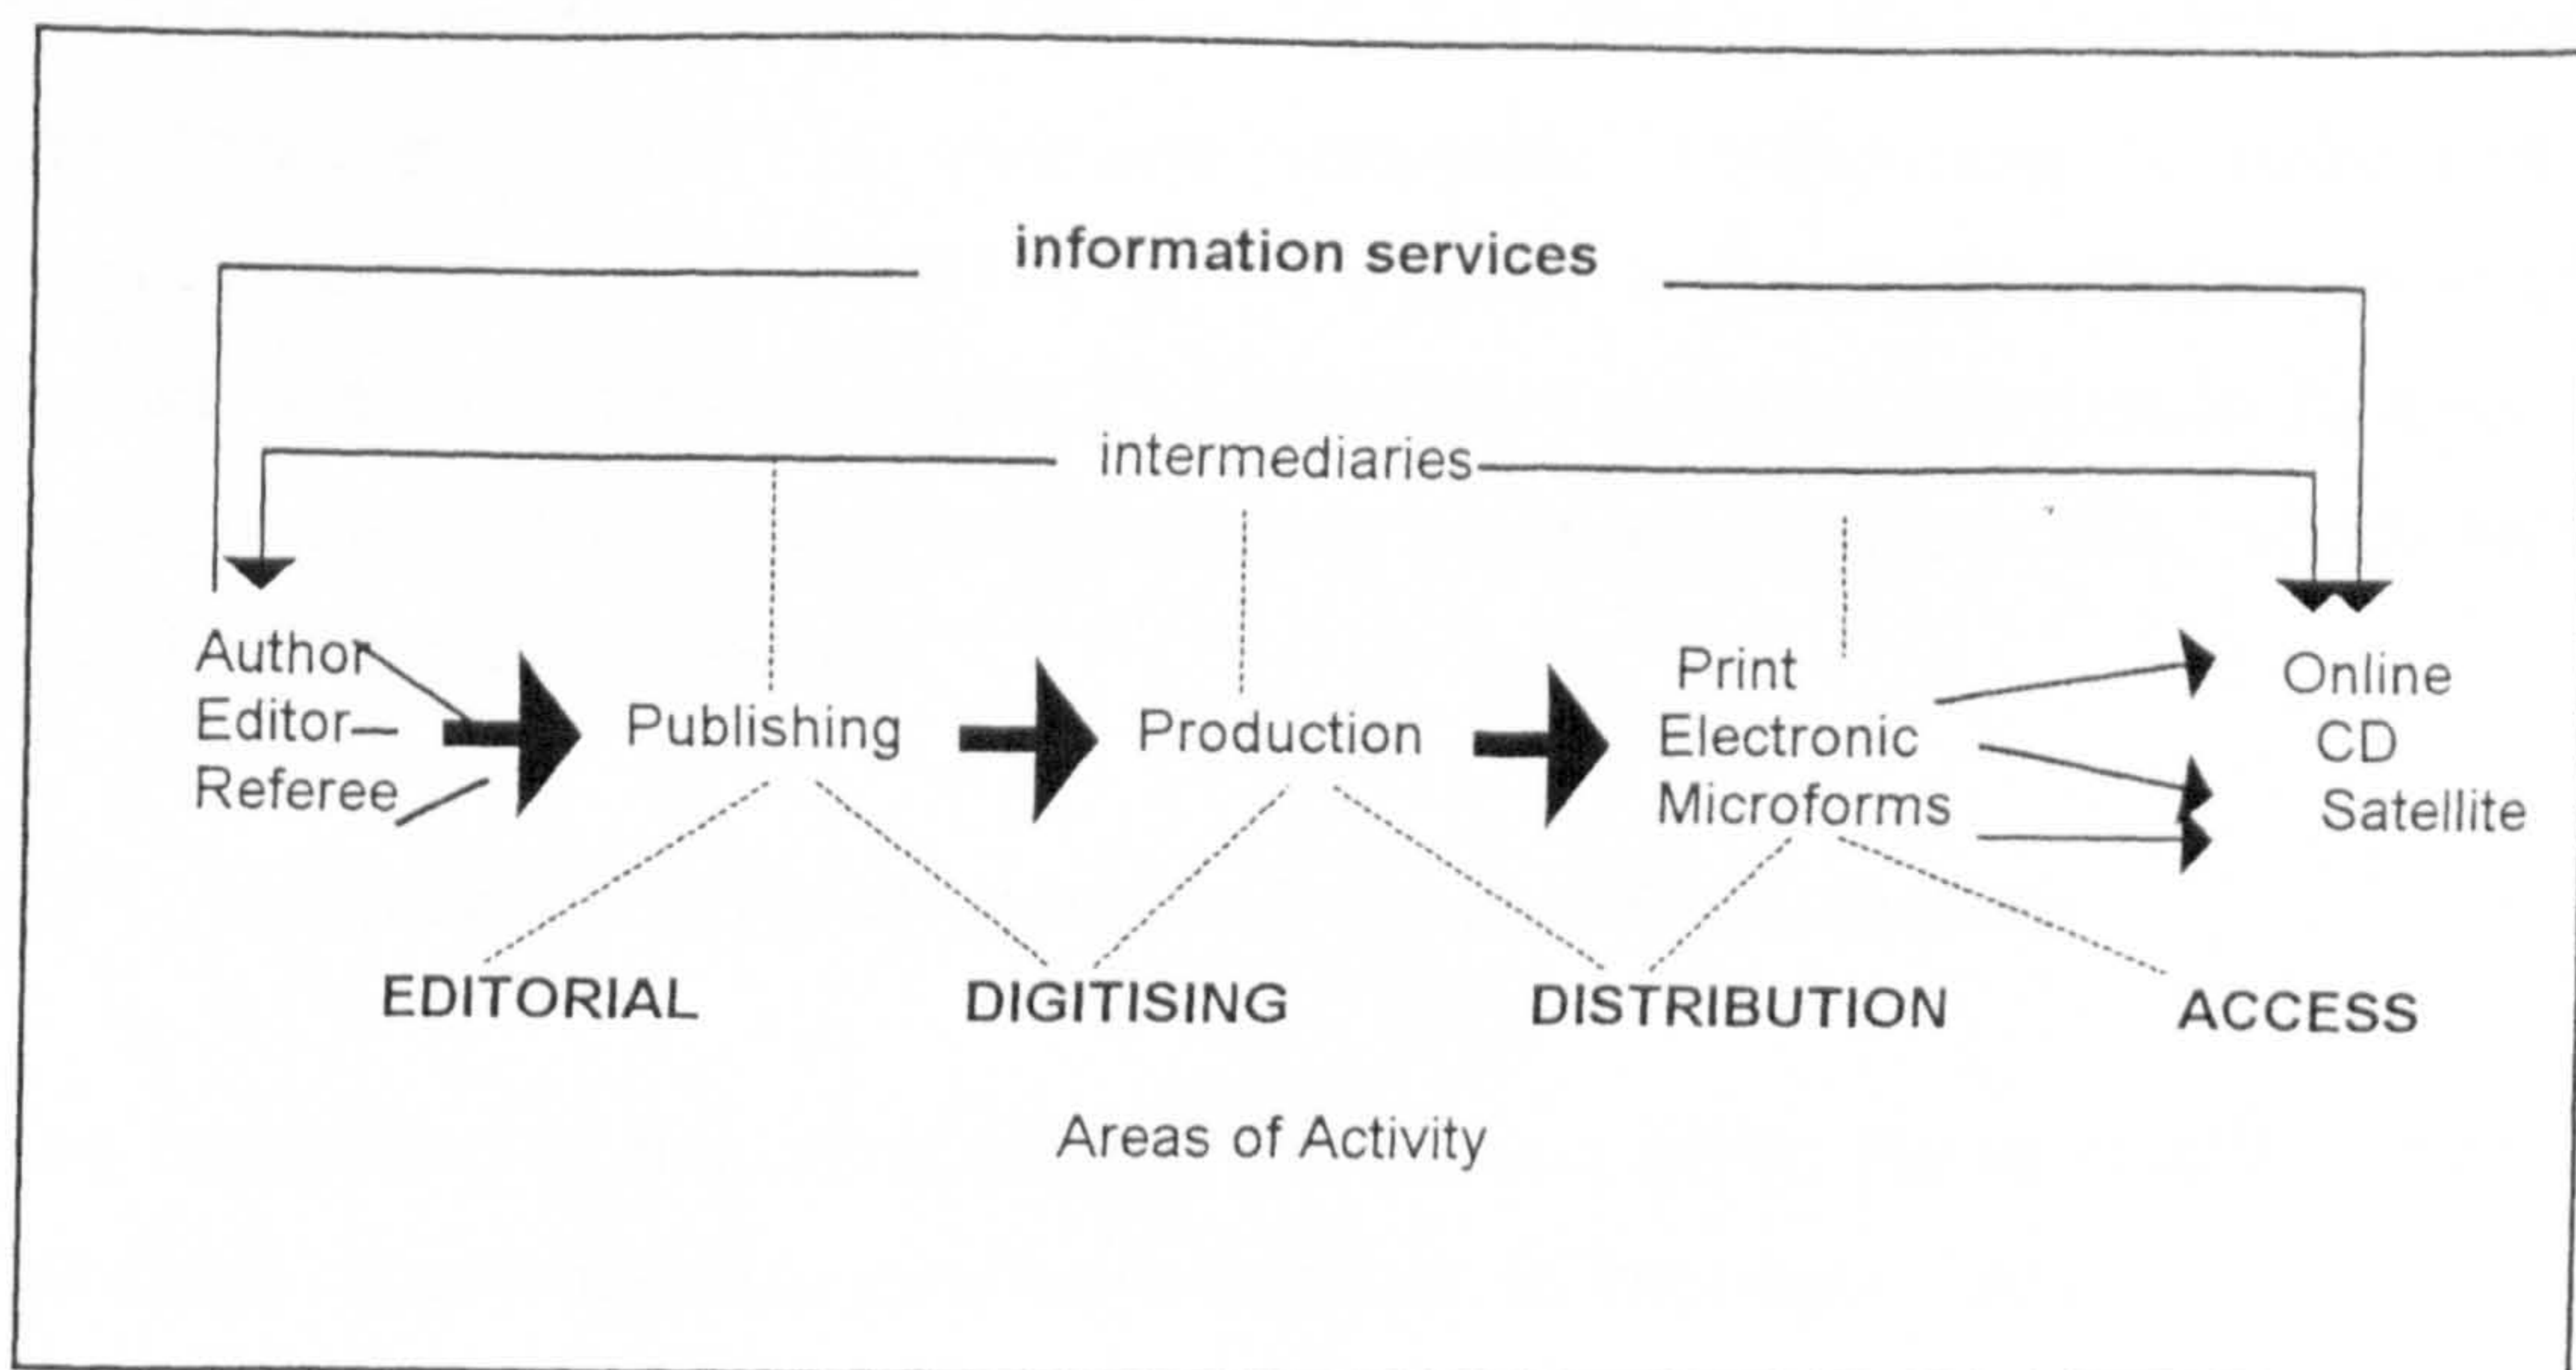 information services
intermediaries
Author
Editor
Referee
Publishing
Production
Print
Electronic
Microforms
Online
CD
Satellite
EDITORIAL
DIGITISING
DISTRIBUTION
ACCESS
Areas of Activity